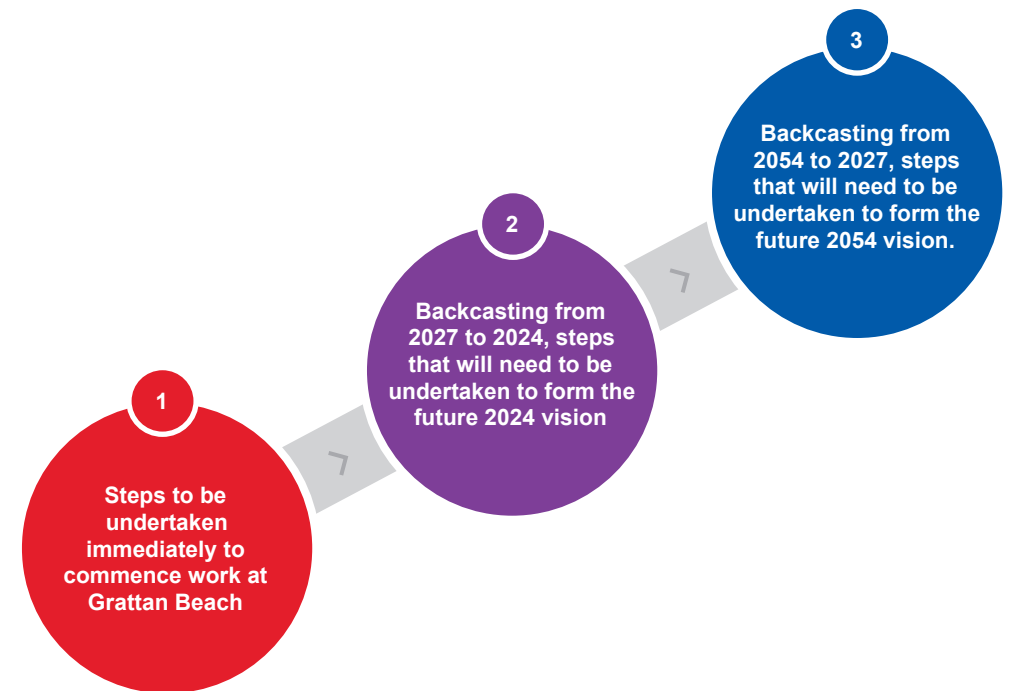 1
Steps to be
undertaken
immediately to
commence work at
Grattan Beach
2
Backcasting from
2027 to 2024, steps
that will need to be
undertaken to form the
future 2024 vision
3
Backcasting from
2054 to 2027, steps
that will need to be
undertaken to form the
future 2054 vision.